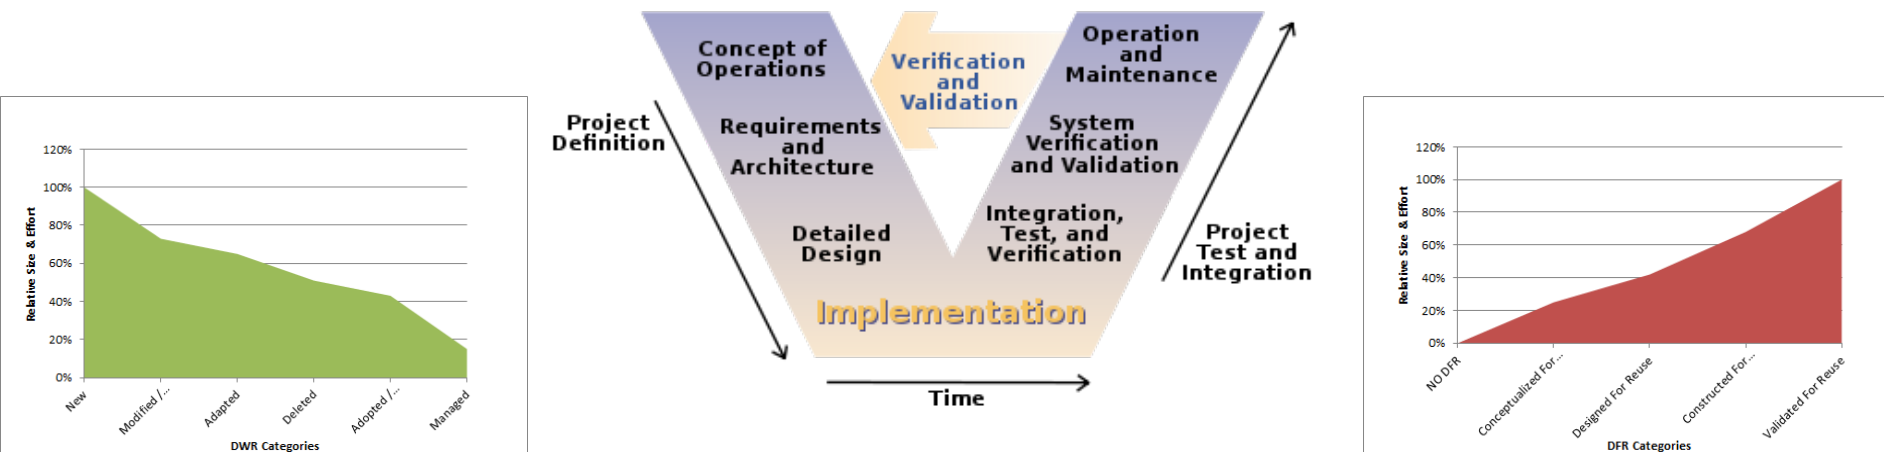 120%
100%
80%
60%
40%
20%
0%
Relative Size & Effort
New
Modified /...
Adapted
Deleted
Adopted /...
Managed
DWR Categories
Concept of
Operations
Requirements
and
Architecture
Detailed
Design
Project
Definition
Verification
and
Validation
Operation
and
Maintenance
System
Verification
and Validation
Integration,
Test, and
Verification
Project
Test and
Integration
Implementation
Time
120%
100%
80%
60%
40%
20%
0%
Relative Size & Effort
NO DFR
Conceptualized For...
Designed For Reuse
Constructed For...
Validated For Reuse
DFR Categories